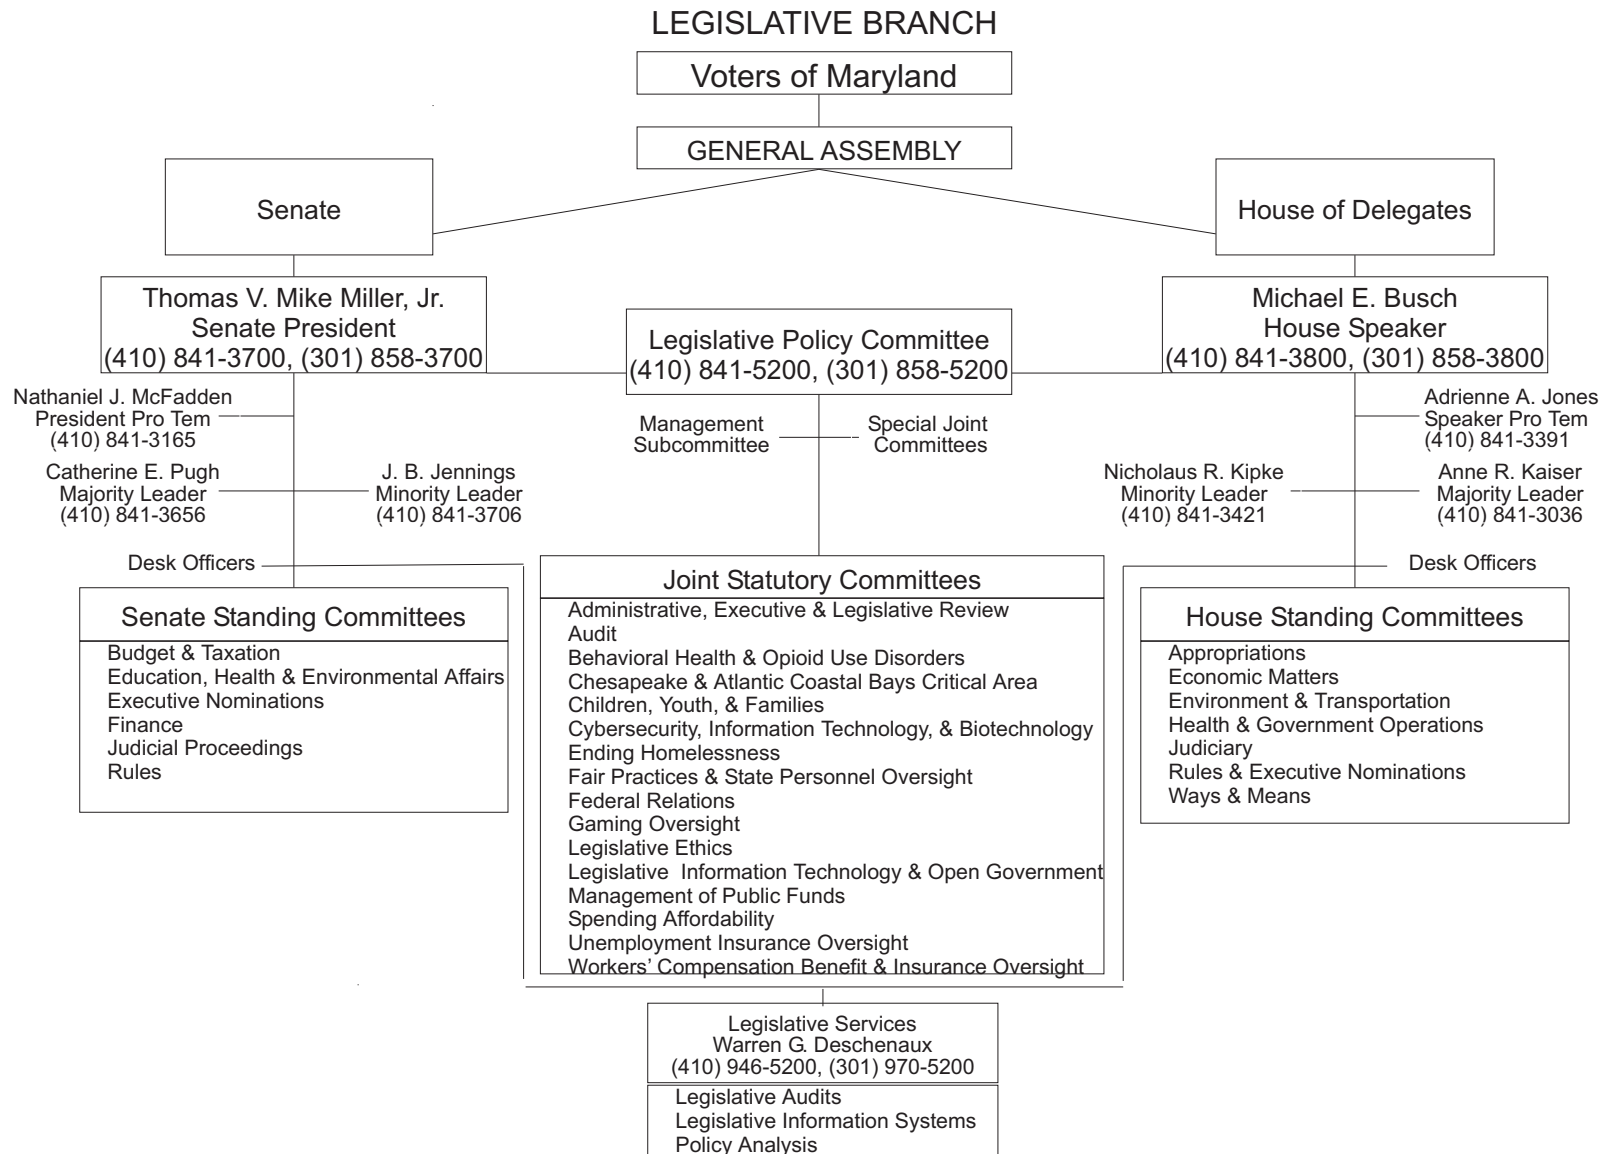 LEGISLATIVE BRANCH
Voters of Maryland
GENERAL ASSEMBLY
Senate
House of Delegates
Thomas V. Mike Miller, Jr.
Senate President
(410) 841-3700, (301) 858-3700
Legislative Policy Committee
(410) 841-5200, (301) 858-5200
Michael E. Busch
House Speaker
(410) 841-3800, (301) 858-3800
Nathaniel J. McFadden
President Pro Tem
(410) 841-3165
Catherine E. Pugh
Majority Leader
(410) 841-3656
J. B. Jennings
Minority Leader
(410) 841-3706
Management
Subcommittee
Special Joint
Committees
Adrienne A. Jones
Speaker Pro Tem
(410) 841-3391
Nicholaus R. Kipke
Minority Leader
(410) 841-3421
Anne R. Kaiser
Majority Leader
(410) 841-3036
Desk Officers
Desk Officers
Senate Standing Committees
Budget & Taxation
Education, Health & Environmental Affairs
Executive Nominations
Finance
Judicial Proceedings
Rules
Joint Statutory Committees
Administrative, Executive & Legislative Review
Audit
Behavioral Health & Opioid Use Disorders
Chesapeake & Atlantic Coastal Bays Critical Area
Children, Youth, & Families
Cybersecurity, Information Technology, & Biotechnology
Ending Homelessness
Fair Practices & State Personnel Oversight
Federal Relations
Gaming Oversight
Legislative Ethics
Legislative Information Technology & Open Government
Management of Public Funds
Spending Affordability
Unemployment Insurance Oversight
Workers’ Compensation Benefit & Insurance Oversight
House Standing Committees
Appropriations
Economic Matters
Environment & Transportation
Health & Government Operations
Judiciary
Rules & Executive Nominations
Ways & Means
Legislative Services
Warren G. Deschenaux
(410) 946-5200, (301) 970-5200
Legislative Audits
Legislative Information Systems
Policy Analysis